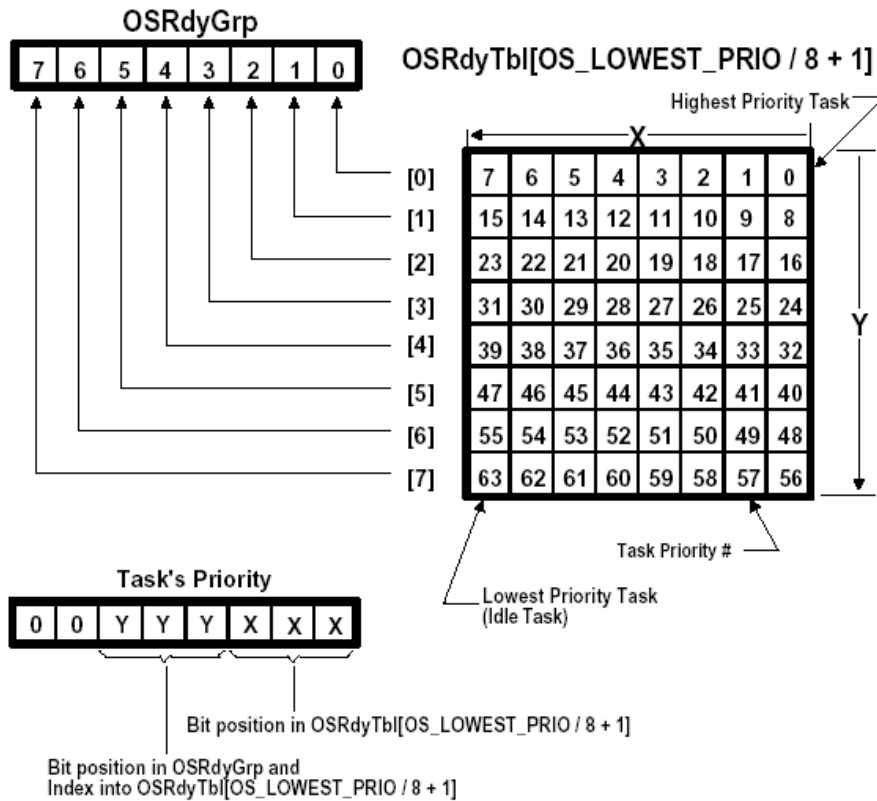 OSRdyGrp
7 6 5 4 3 2 1 0
OSRdyTbl[OS_LOWEST_PRIO / 8 + 1]
Highest Priority Task
X
[0] 7 6 5 4 3 2 1 0
[1] 15 14 13 12 11 10 9 8
[2] 23 22 21 20 19 18 17 16
[3] 31 30 29 28 27 26 25 24
Y
[4] 39 38 37 36 35 34 33 32
[5] 47 46 45 44 43 42 41 40
[6] 55 54 53 52 51 50 49 48
[7] 63 62 61 60 59 58 57 56
Task Priority #
Lowest Priority Task
(Idle Task)
Task's Priority
0 0 Y Y Y X X X
Bit position in OSRdyTbl[OS_LOWEST_PRIO / 8 + 1]
Bit position in OSRdyGrp and
Index into OSRdyTbl[OS_LOWEST_PRIO / 8 + 1]